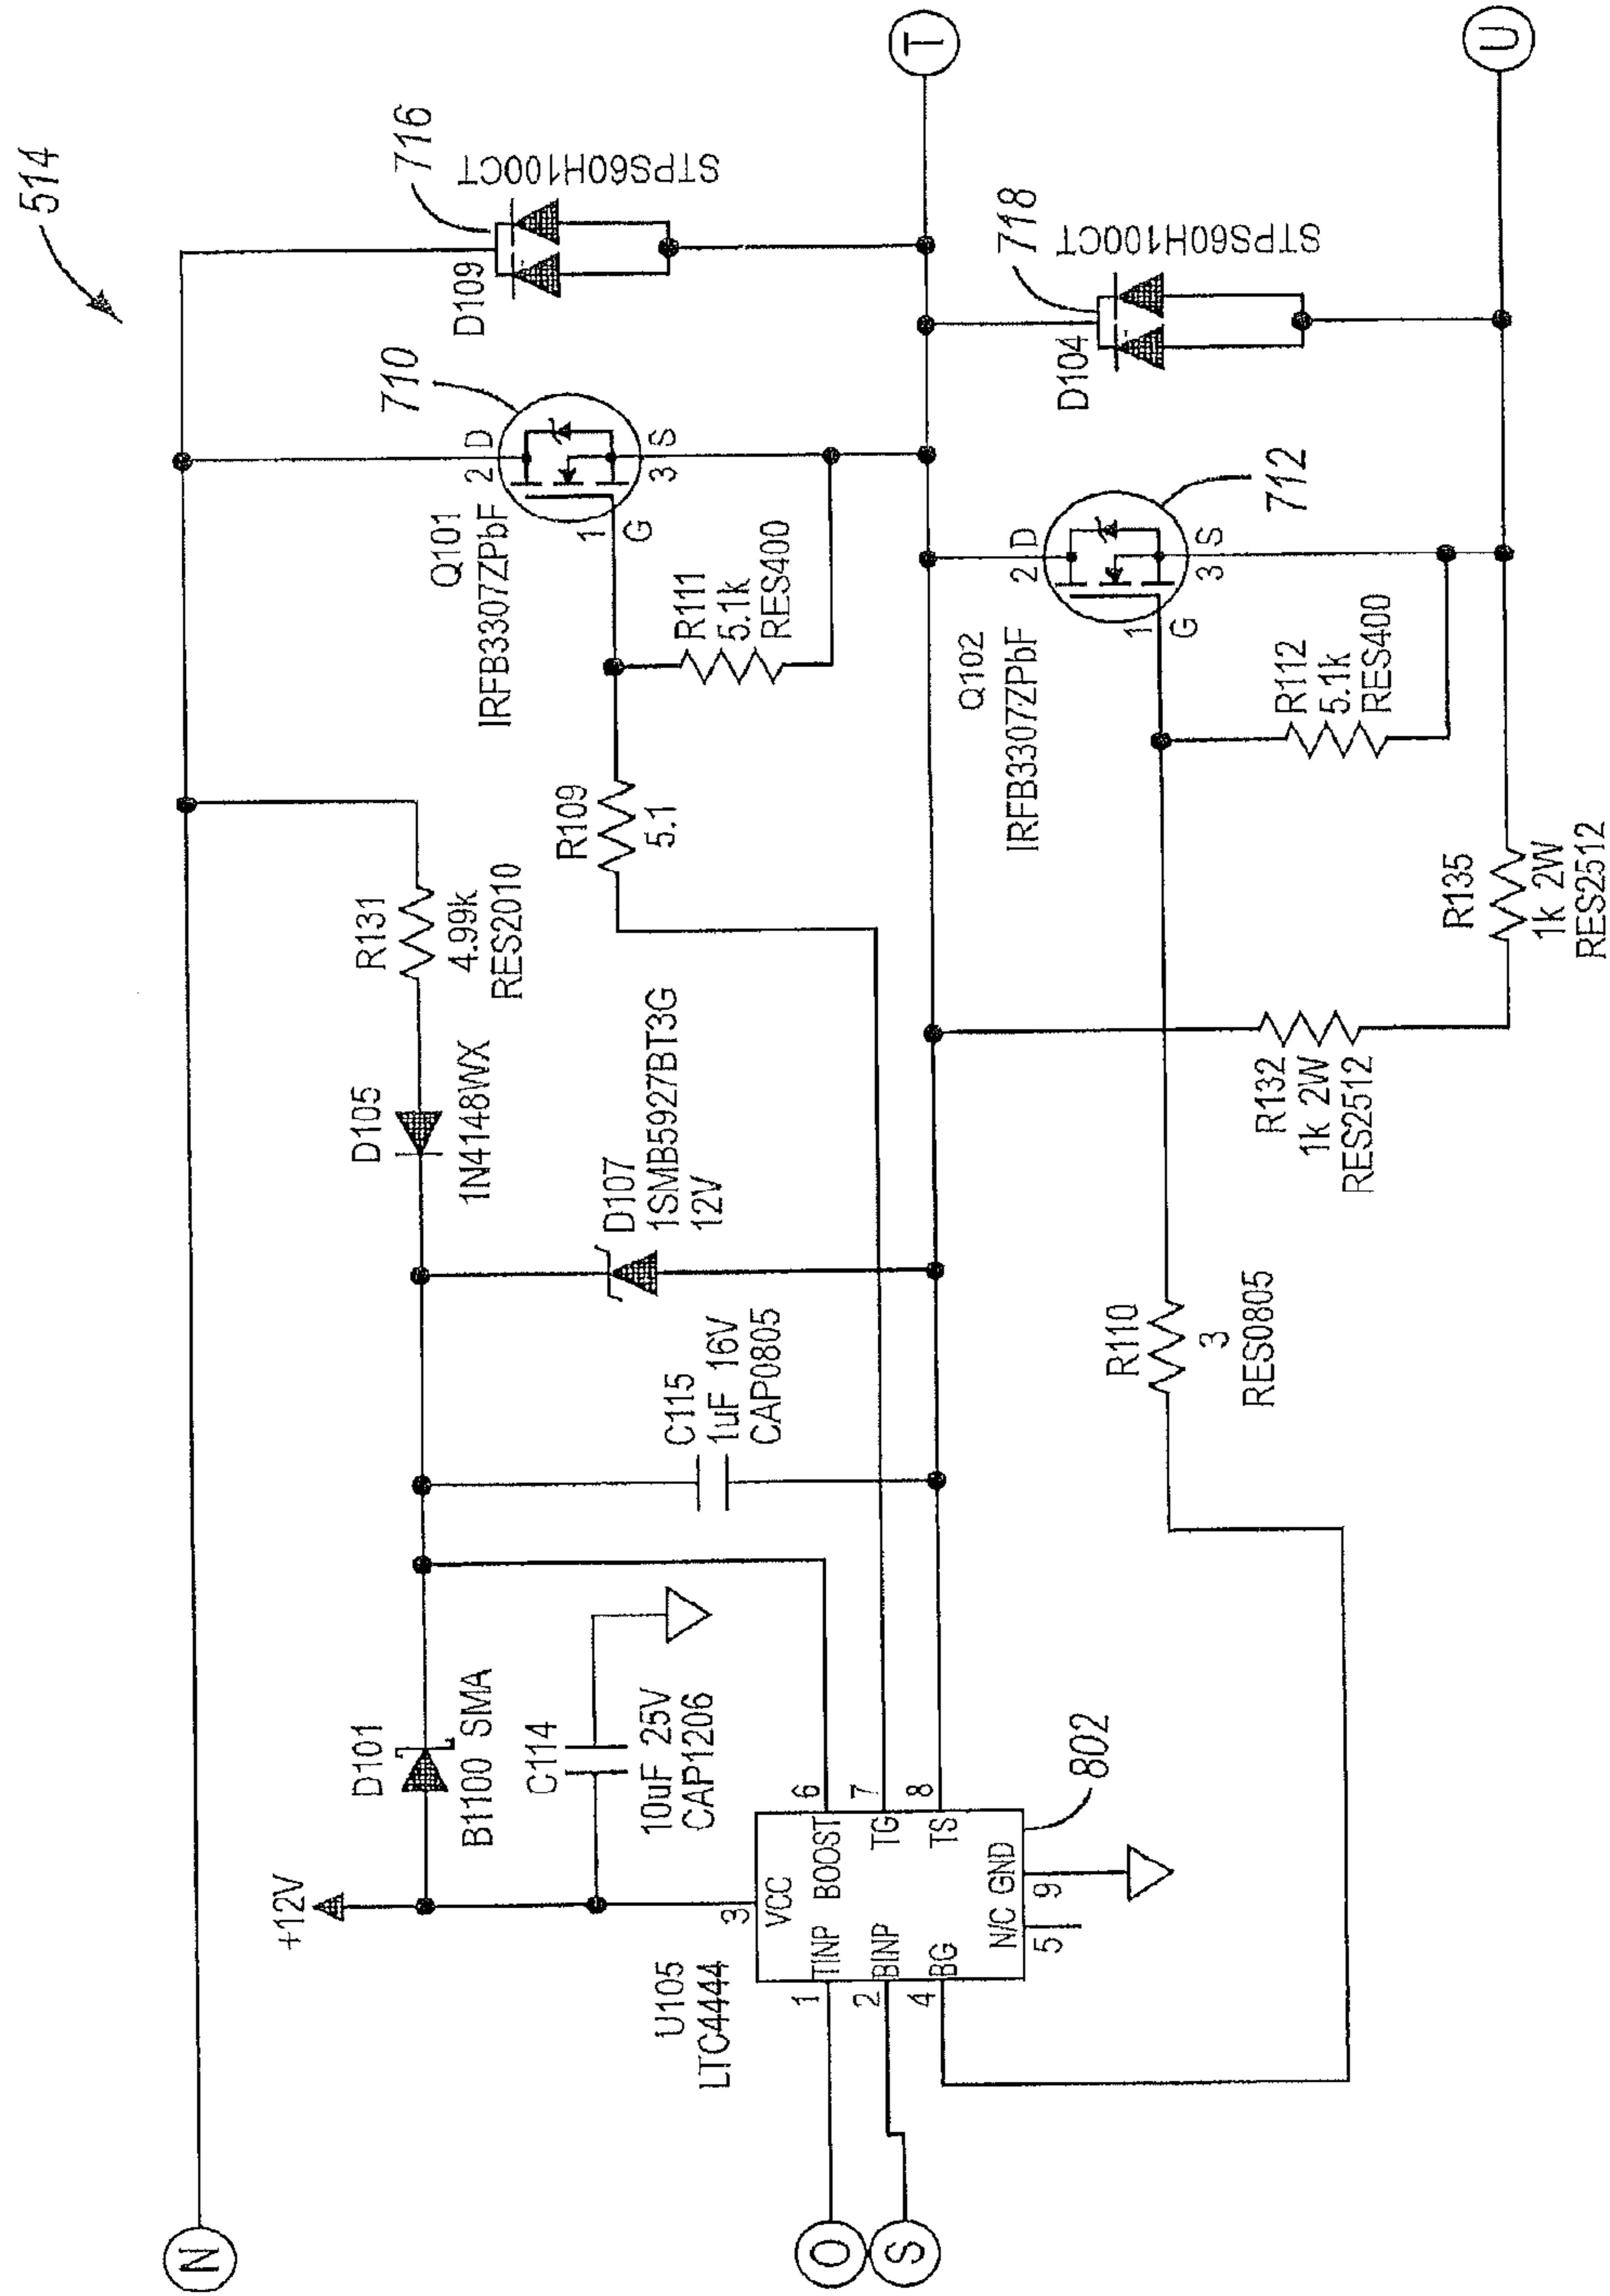 514
N
+12V
D101
B1100 SMA
C114
10uF 25V
CAP1206
U105
LTC4444
3
VCC
1
TINP
2
BINP
4
BG
BOOST
6
TG
7
TS
8
N/C
5
GND
9
802
O
S
D105
1N4148WX
R131
4.99k
RES2010
C115
1uF 16V
CAP0805
D107
1SMB5927BT3G
12V
R109
5.1
Q101
IRFB3307ZPbF
2
D
1
G
3
S
710
R111
5.1k
RES400
D109
716
STPS60H100CT
T
R110
3
RES0805
R132
1k 2W
RES2512
R135
1k 2W
RES2512
Q102
IRFB3307ZPbF
2
D
1
G
3
S
712
R112
5.1k
RES400
D104
718
STPS60H100CT
U